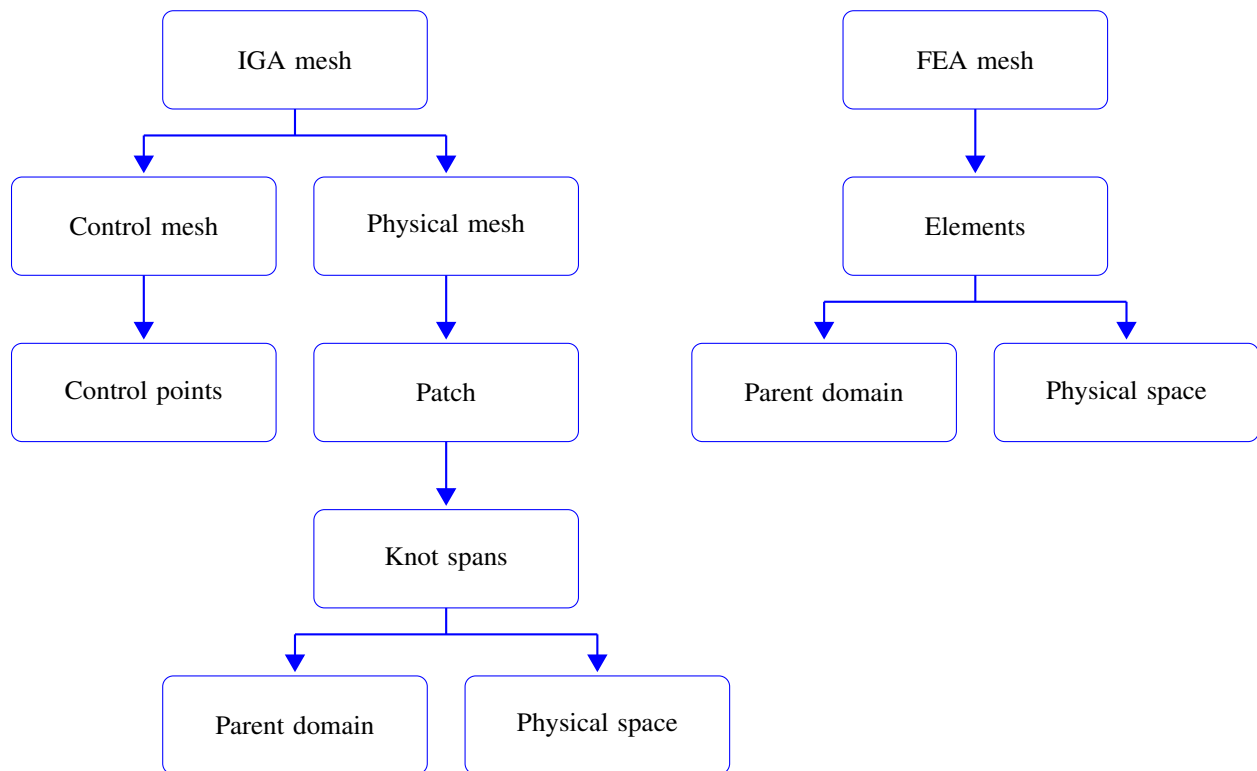 IGA mesh
FEA mesh
Control mesh
Physical mesh
Elements
Control points
Patch
Parent domain
Physical space
Knot spans
Parent domain
Physical space